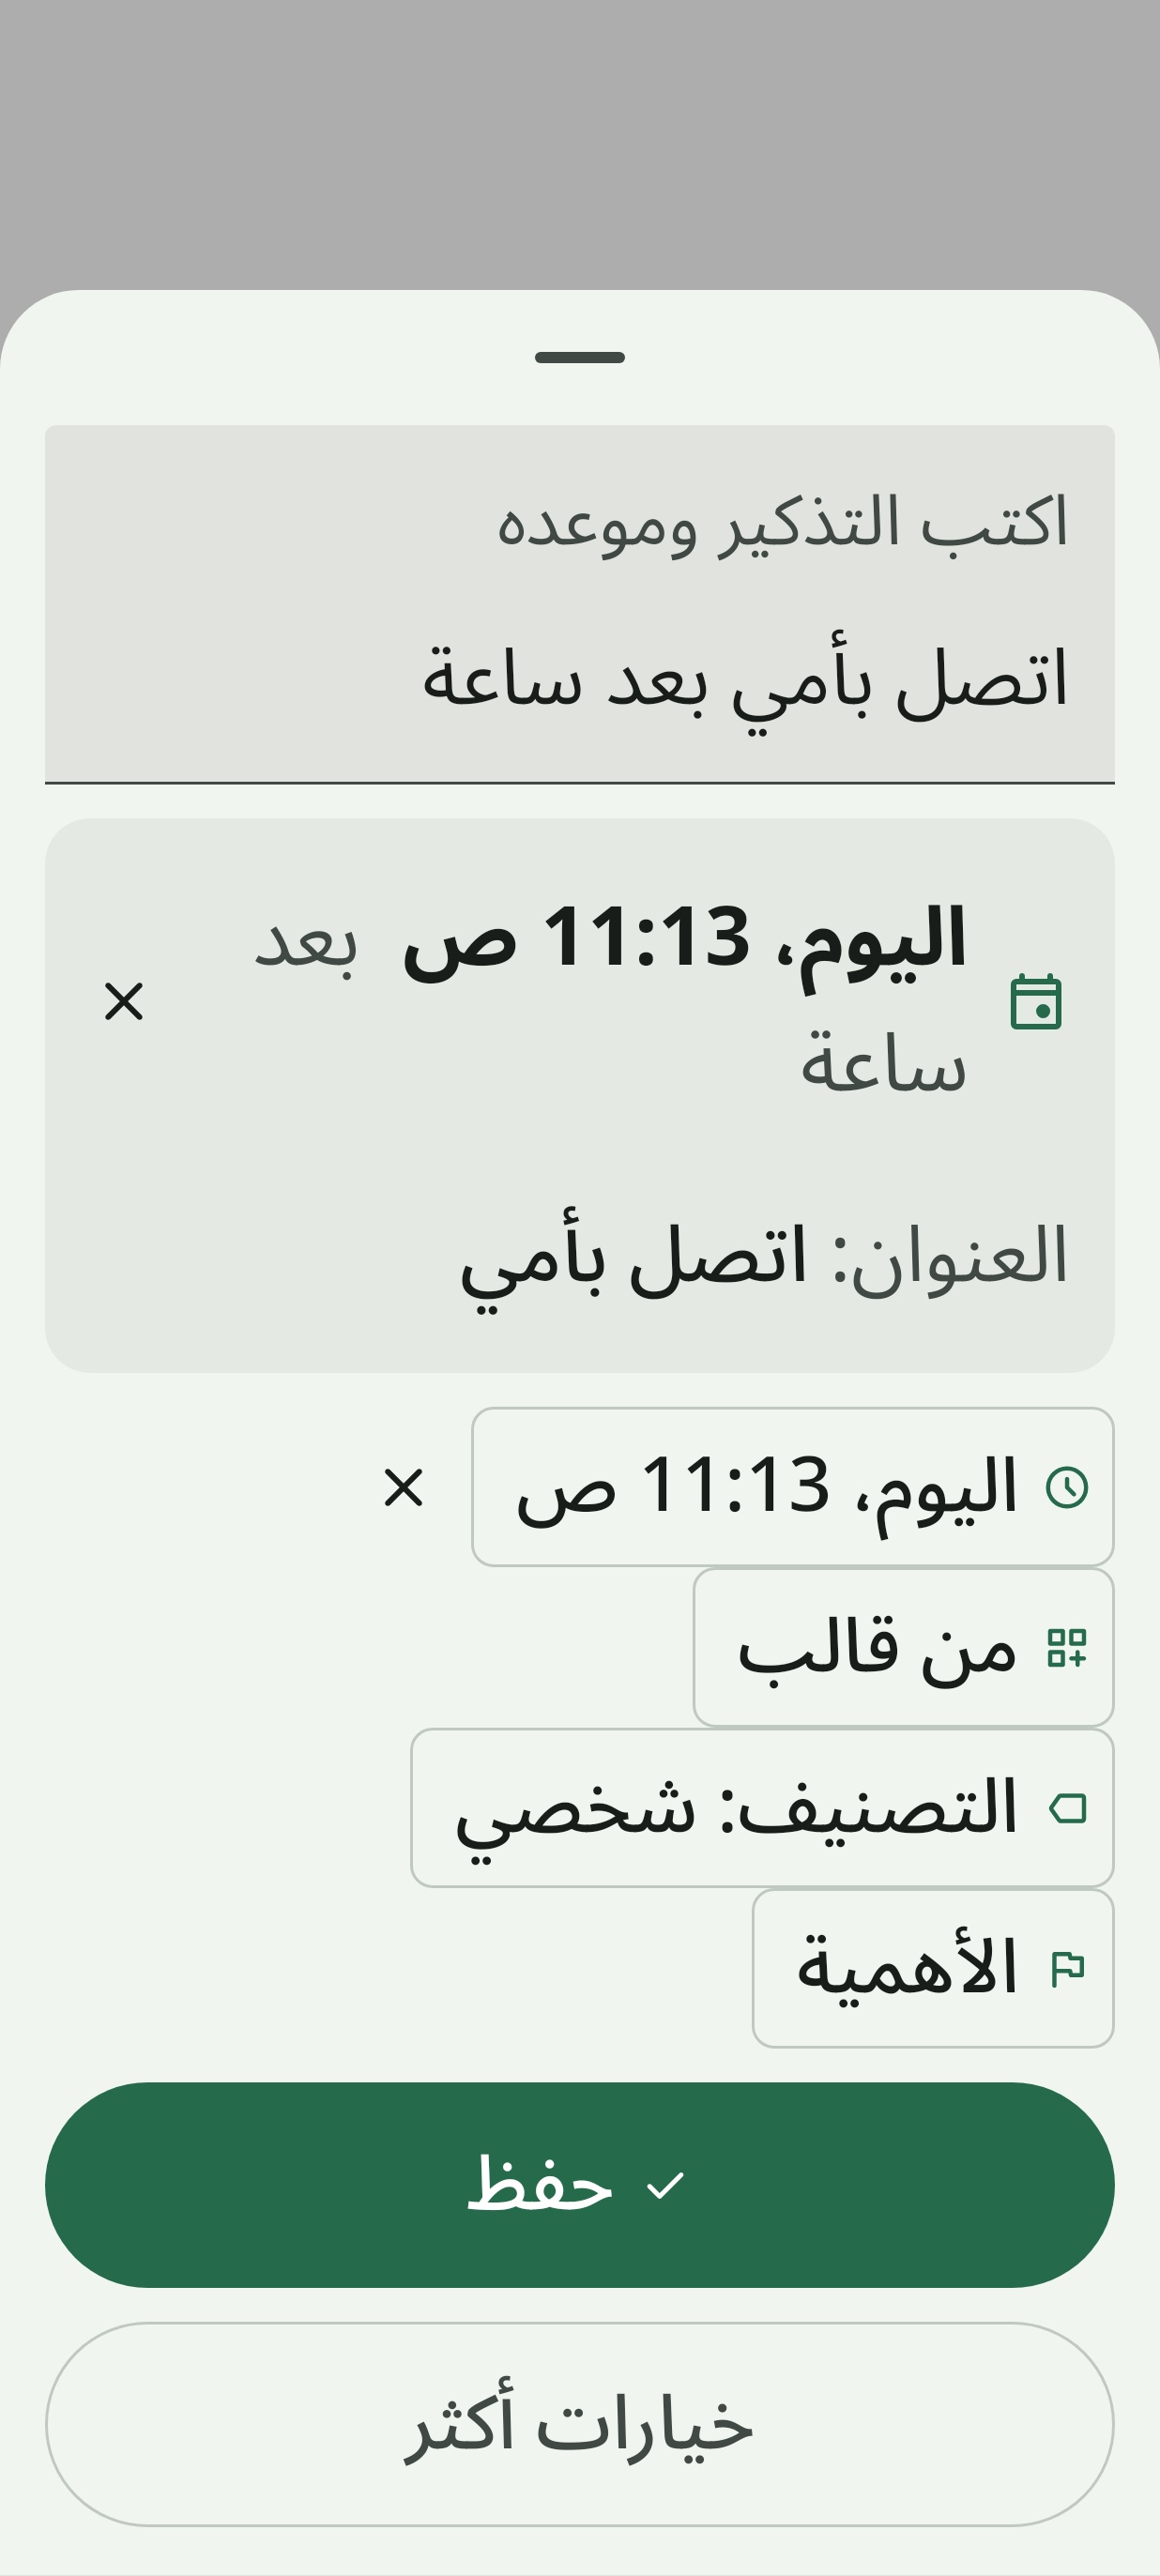 اكتب التذكير وموعده
اتصل بأمي بعد ساعة
اليوم، 11:13 ص بعد
ساعة
العنوان: اتصل بأمي
اليوم، 11:13 ص
من قالب
التصنيف: شخصي
الأهمية
حفظ
خيارات أكثر